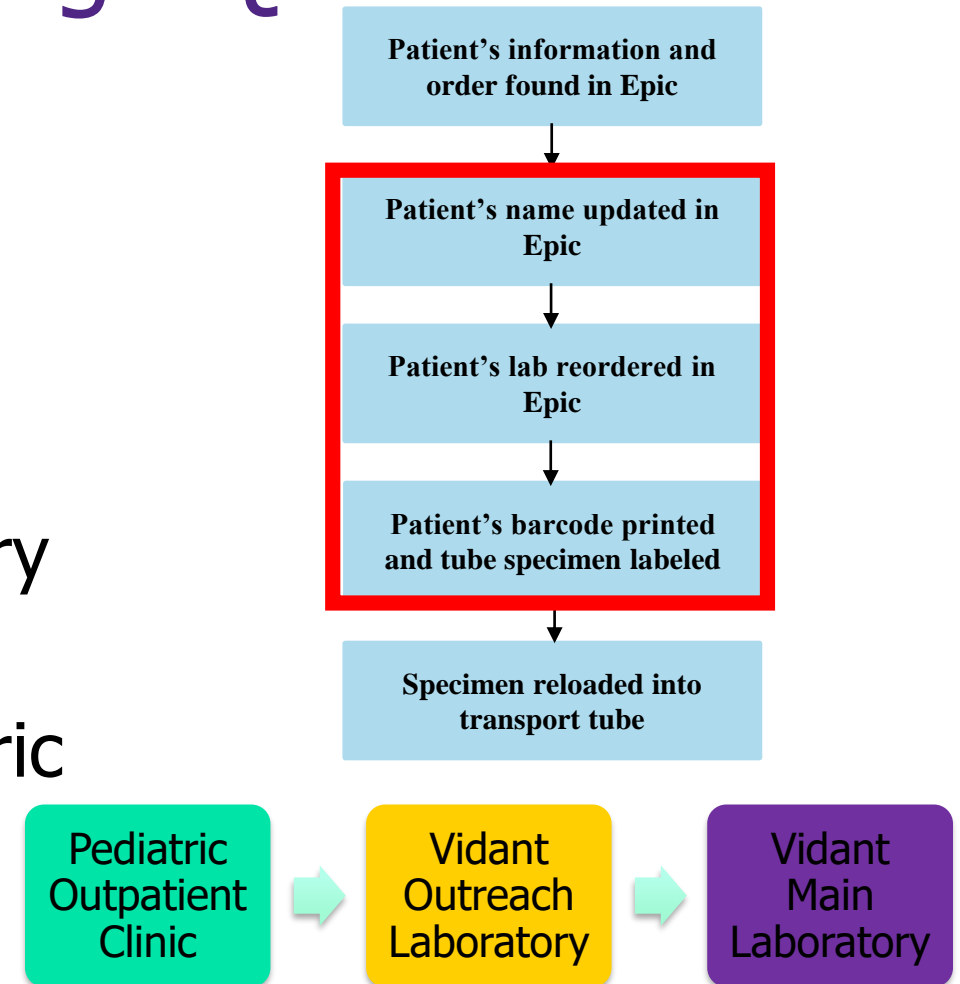 Patient's information and
order found in Epic
Patient's name updated in
Epic
Patient's lab reordered in
Epic
Patient's barcode printed
and tube specimen labeled
Specimen reloaded into
transport tube
Pediatric
Outpatient
Clinic
Vidant
Outreach
Laboratory
Vidant
Main
Laboratory